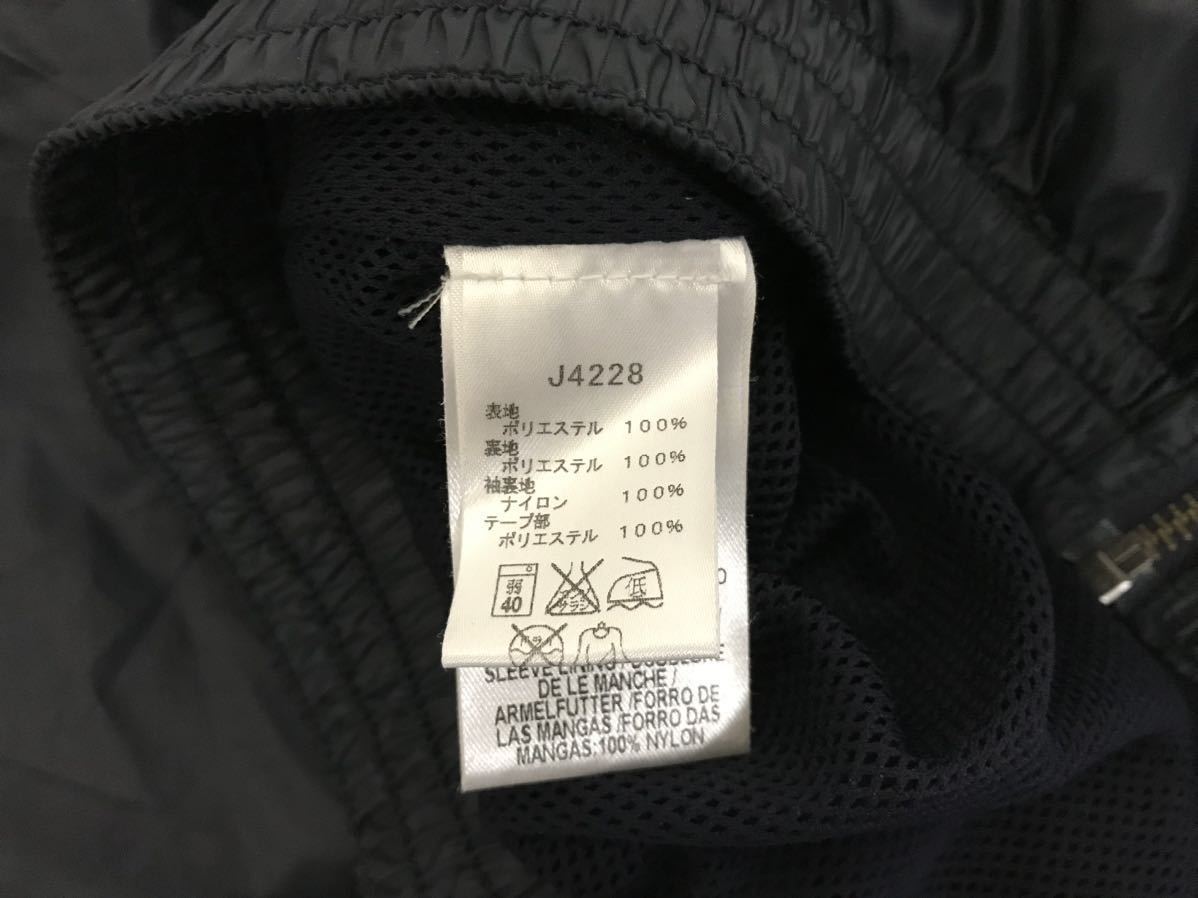 J4228
表地
ポリエステル 100%
裏地
ポリエステル 100%
袖裏地
ナイロン 100%
テープ部
ポリエステル 100%
弱
40
低
SLEEVE LINING
DE LE MANCHE /
ARMELFUTTER /FORRO DE
LAS MANGAS /FORRO DAS
MANGAS:100% NYLON